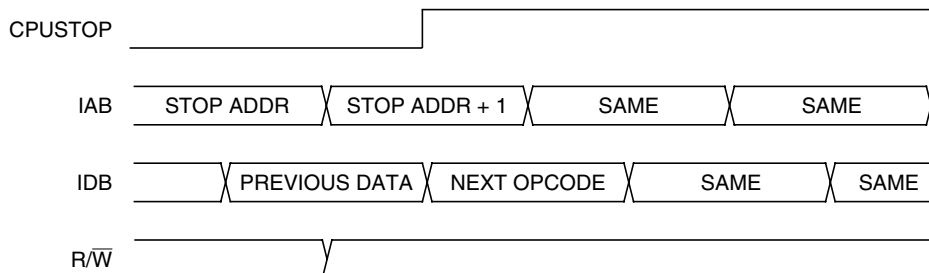 CPUSTOP
IAB STOP ADDR STOP ADDR + 1 SAME SAME
IDB PREVIOUS DATA NEXT OPCODE SAME SAME
R/W̅